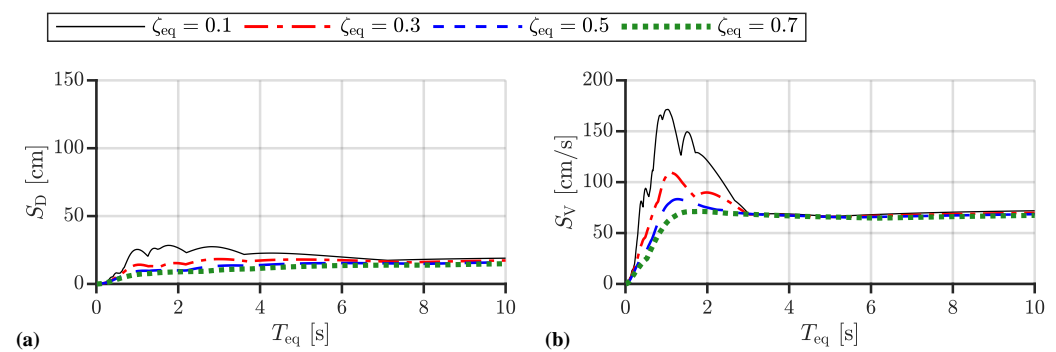 ζeq = 0.1 ζeq = 0.3 ζeq = 0.5 ζeq = 0.7
150
100
50
0
SD [cm]
0 2 4 6 8 10
Teq [s]
(a)
200
150
100
50
0
SV [cm/s]
0 2 4 6 8 10
Teq [s]
(b)